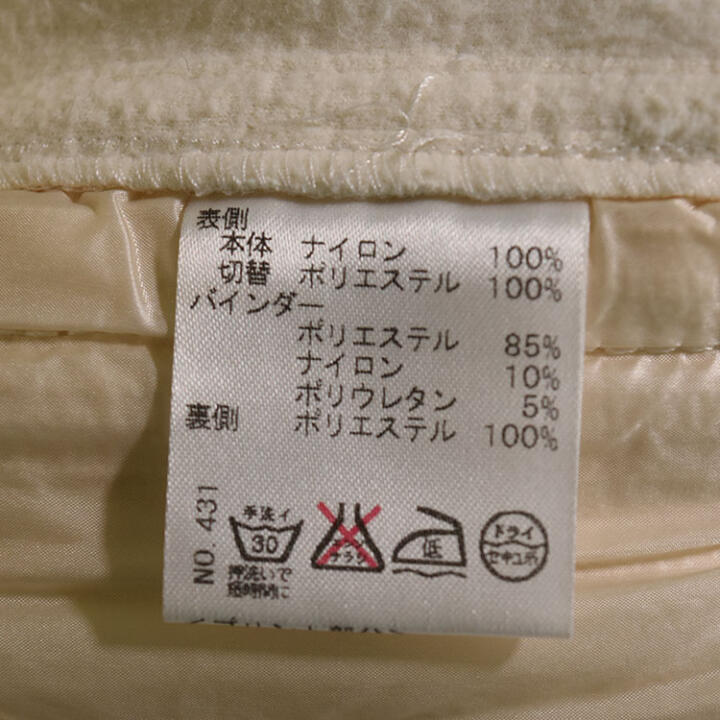 表側
本体 ナイロン 100%
切替 ポリエステル 100%
バインダー
ポリエステル 85%
ナイロン 10%
ポリウレタン 5%
裏側 ポリエステル 100%
NO. 431
手洗イ
30
押洗いで
短時間に
低
ドライ
セキユ系